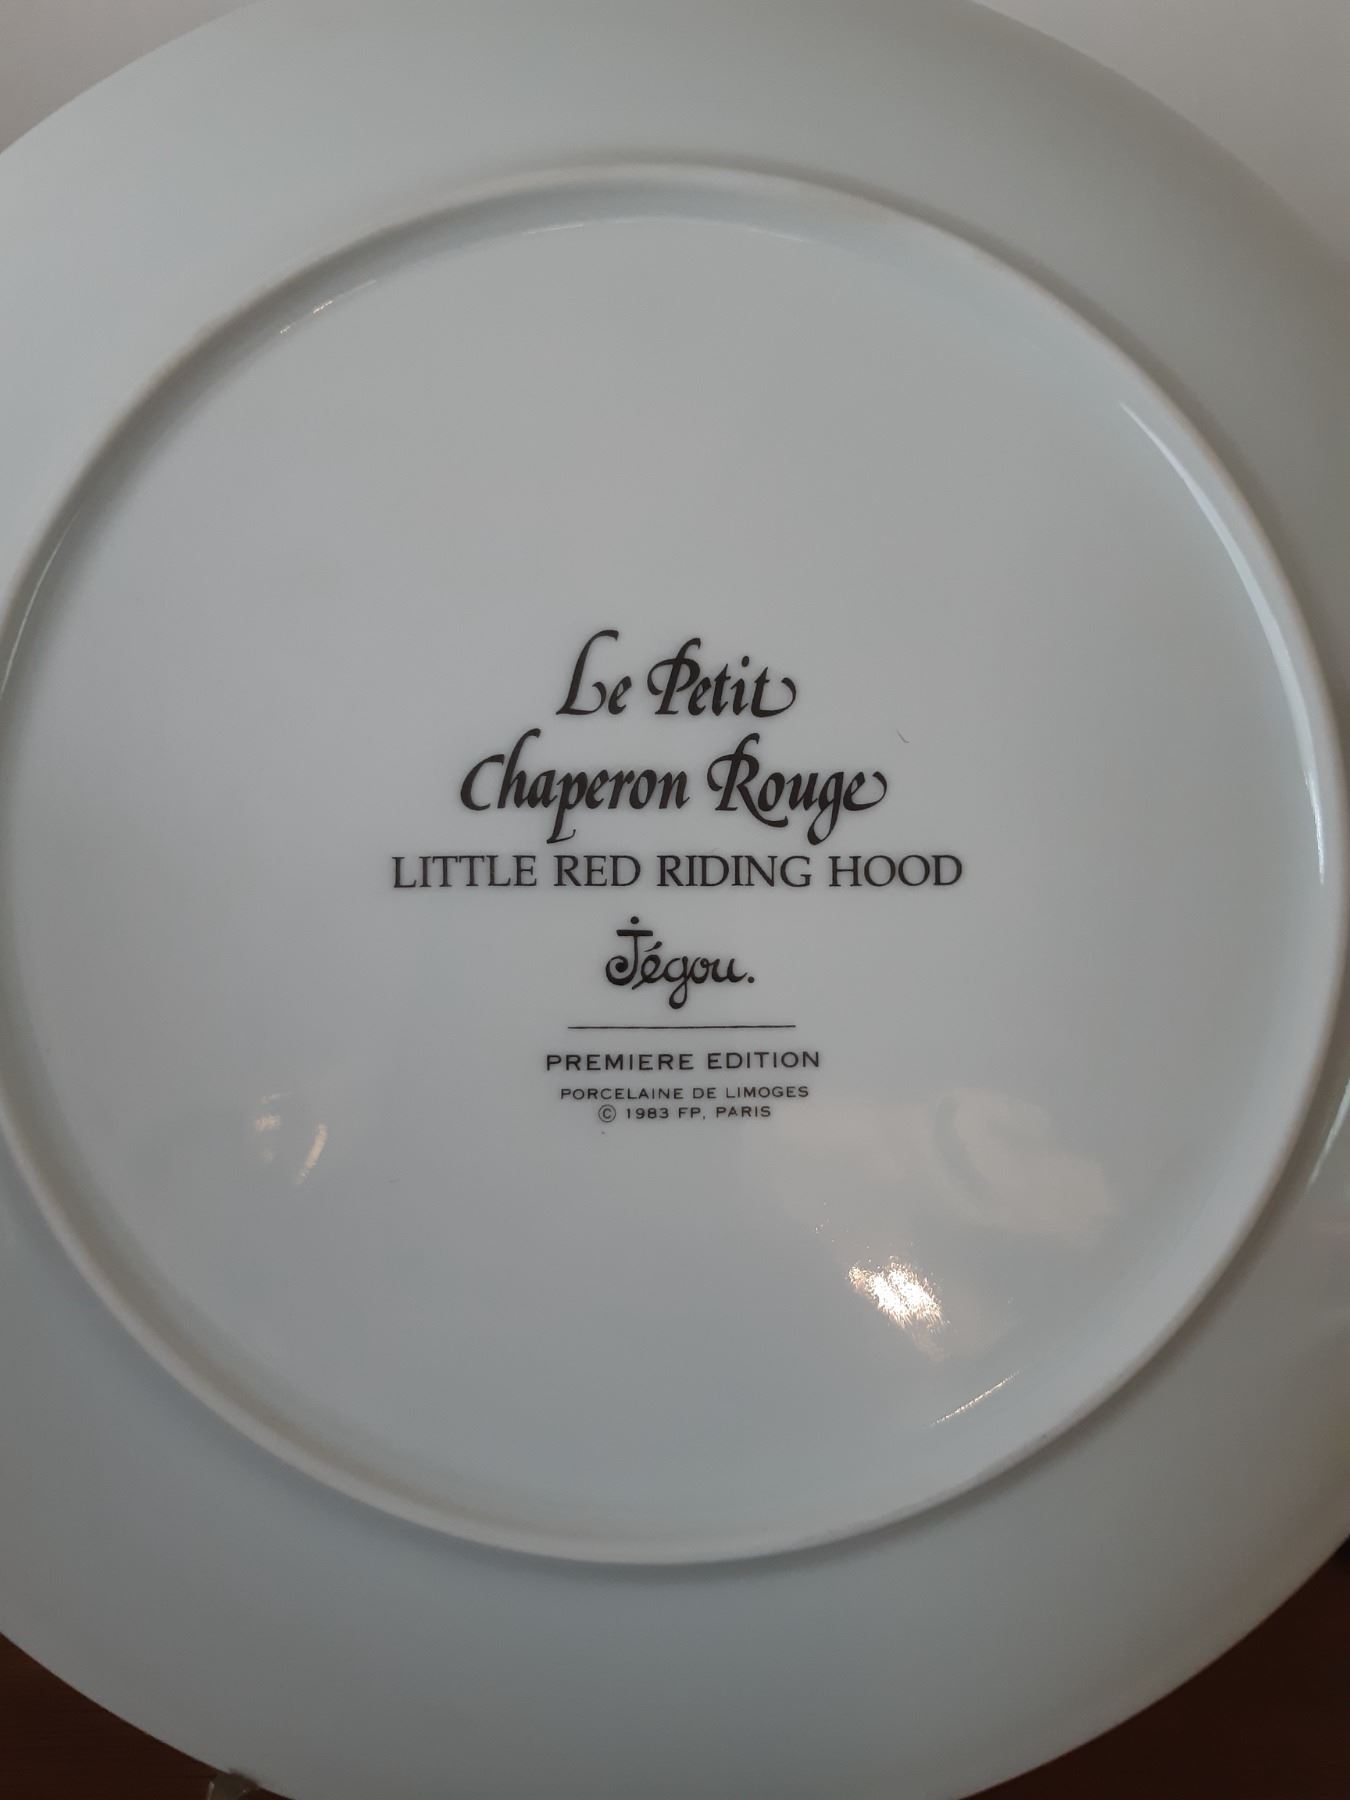 Le Petit
Chaperon Rouge
LITTLE RED RIDING HOOD
Jégou.
PREMIERE EDITION
PORCELAINE DE LIMOGES
© 1983 FP, PARIS